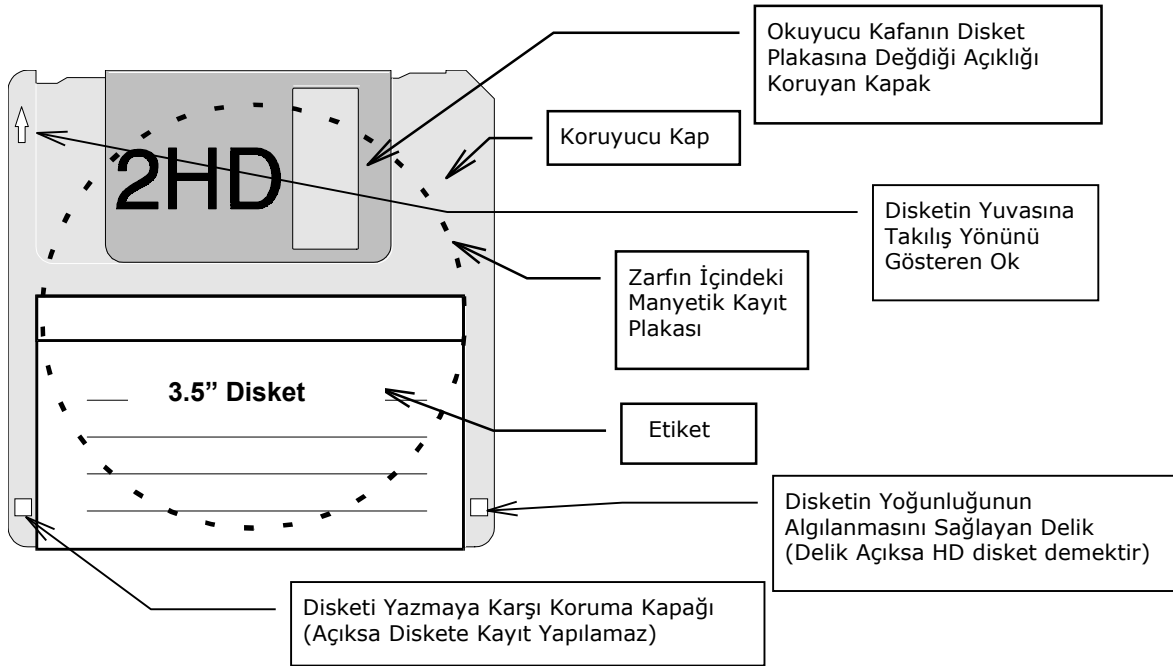 Okuyucu Kafanın Disket
Plakasına Değdiği Açıklığı
Koruyan Kapak
Koruyucu Kap
2HD
Disketin Yuvasına
Takılış Yönünü
Gösteren Ok
Zarfın İçindeki
Manyetik Kayıt
Plakası
3.5” Disket
Etiket
Disketin Yoğunluğunun
Algılanmasını Sağlayan Delik
(Delik Açıksa HD disket demektir)
Disketi Yazmaya Karşı Koruma Kapağı
(Açıksa Diskete Kayıt Yapılamaz)